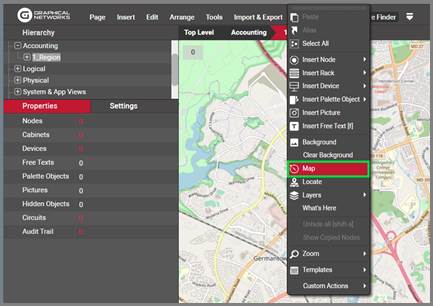 GRAPHICAL NETWORKS
Page Insert Edit Arrange Tools Import & Export Finder
Hierarchy
Accounting
1_Region
Logical
Physical
System & App Views
Properties Settings
Nodes 0
Cabinets 0
Devices 0
Free Texts 0
Palette Objects 0
Pictures 0
Hidden Objects 0
Circuits 0
Audit Trail 0
Top Level Accounting
0
Paste
Alias
Select All
Insert Node
Insert Rack
Insert Device
Insert Palette Object
Insert Picture
Insert Free Text [f]
Background
Clear Background
Map
Locate
Layers
What's Here
Unhide all [shift-a]
Show Copied Nodes
Zoom
Templates
Custom Actions